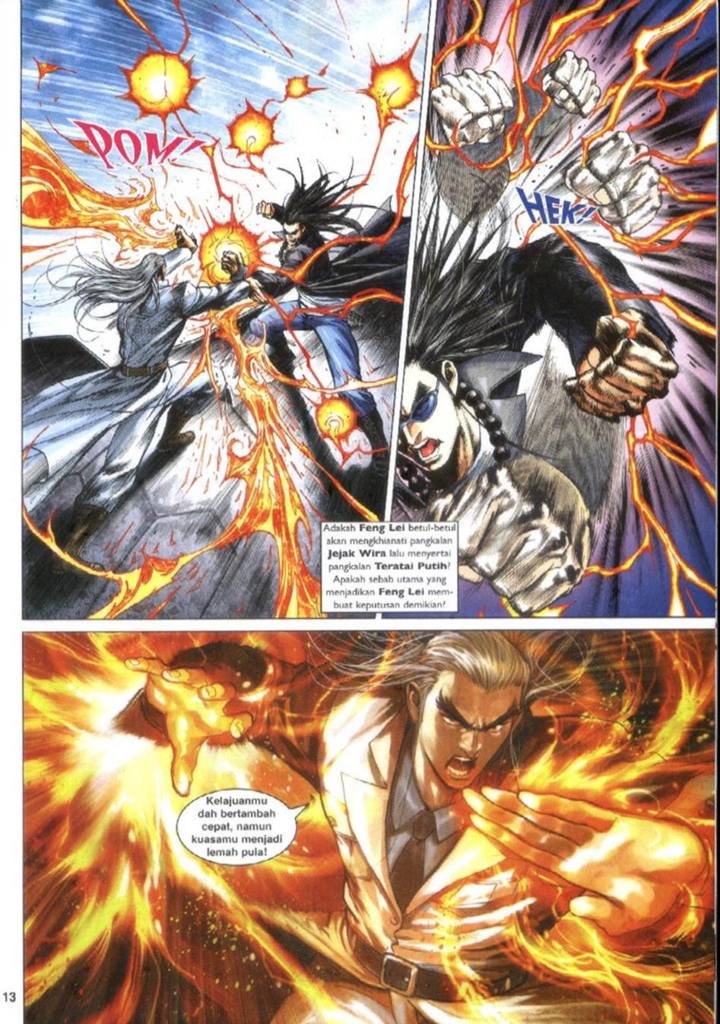 POM!
HEK!
Adakah Feng Lei betul-betul
akan mengkhianati pangkalan
Jejak Wira lalu menyertai
pangkalan Teratai Putih?
Apakah sebab utama yang
menjadikan Feng Lei mem-
buat keputusan demikian?
Kelajuanmu
dah bertambah
cepat, namun
kuasamu menjadi
lemah pula!
13